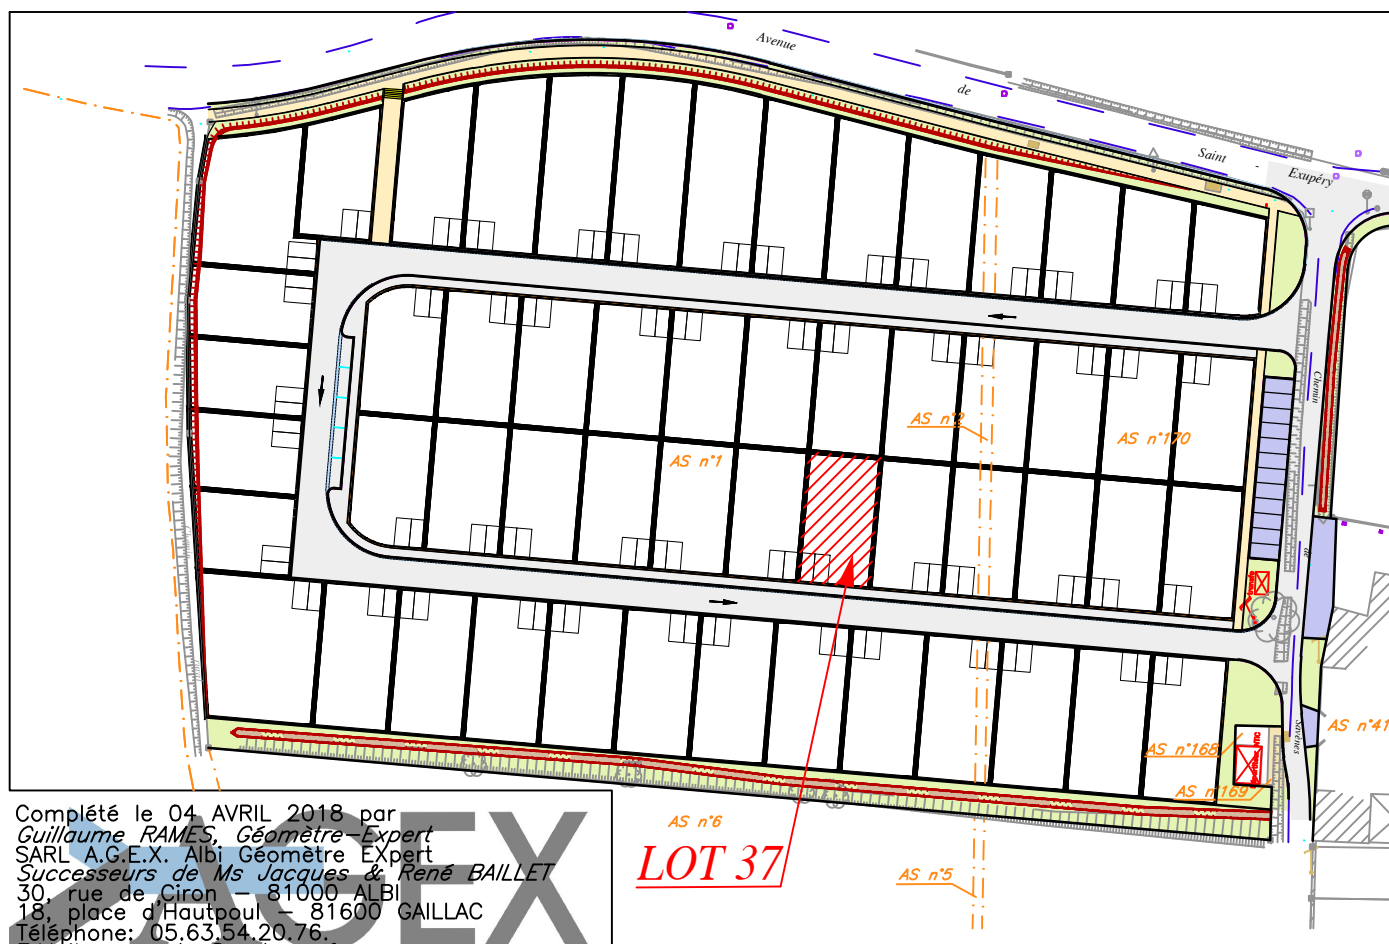 Avenue
de
Saint -
Exupéry
Chemin
de
Savènes
AS n°2
AS n°170
AS n°1
AS n°168
AS n°169
AS n°41
AS n°6
AS n°5
LOT 37
Complété le 04 AVRIL 2018 par
Guillaume RAMES, Géomètre-Expert
SARL A.G.E.X. Albi Géomètre Expert
Successeurs de Ms Jacques & René BAILLET
30, rue de Ciron - 81000 ALBI
18, place d'Hautpoul - 81600 GAILLAC
Téléphone: 05.63.54.20.76.
AGEX